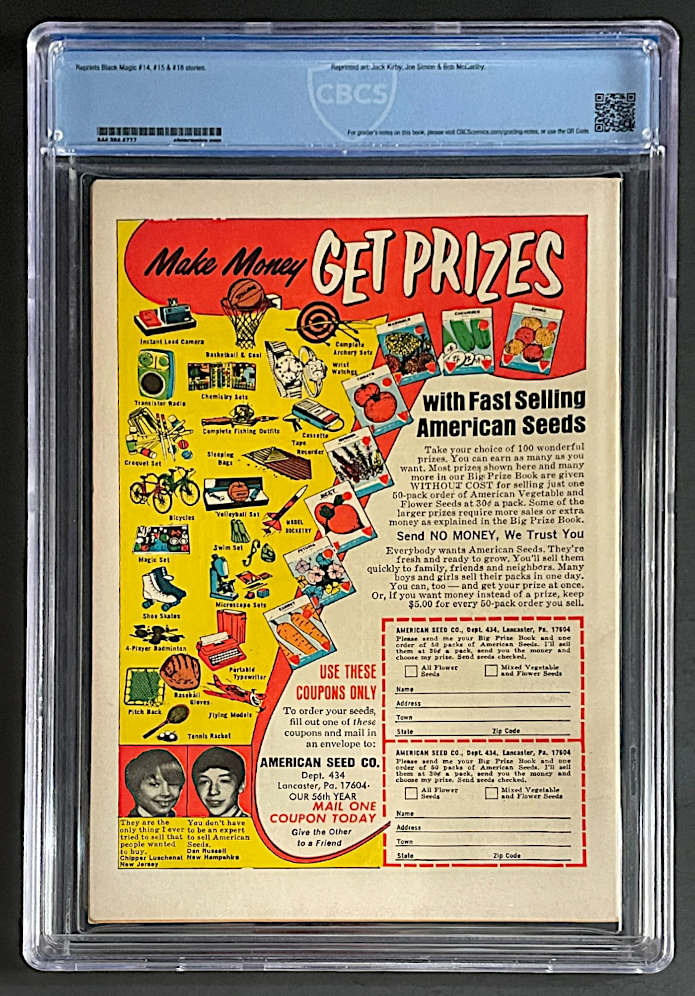 Reprints Black Magic #14, #15 & #18 stories.
Reprinted art: Jack Kirby, Joe Simon & Bob McCarthy.
CBCS
For grader's notes on this book, please visit CBCScomics.com/grading-notes, or use the QR Code.
Make Money GET PRIZES
Instant Load Camera
Basketball & Goal
Complete
Archery Sets
Wrist
Watches
Transistor Radio
Chemistry Sets
Complete Fishing Outfits
Cassette
Tape
Recorder
Croquet Set
Sleeping
Bags
Bicycles
Volleyball Set
MODEL
ROCKETRY
Magic Set
Swim Set
Shoe Skates
Microscope Sets
4-Player Badminton
Portable
Typewriter
Pitch Back
Baseball
Gloves
Flying Models
Tennis Racket
MARIGOLD
CUCUMBER
TOMATO
BEET
PETUNIA
CARROT
with Fast Selling
American Seeds
Take your choice of 100 wonderful
prizes. You can earn as many as you
want. Most prizes shown here and many
more in our Big Prize Book are given
WITHOUT COST for selling just one
50-pack order of American Vegetable and
Flower Seeds at 30¢ a pack. Some of the
larger prizes require more sales or extra
money as explained in the Big Prize Book.
Send NO MONEY, We Trust You
Everybody wants American Seeds. They're
fresh and ready to grow. You'll sell them
quickly to family, friends and neighbors. Many
boys and girls sell their packs in one day.
You can, too — and get your prize at once.
Or, if you want money instead of a prize, keep
$5.00 for every 50-pack order you sell.
USE THESE
COUPONS ONLY
To order your seeds,
fill out one of these
coupons and mail in
an envelope to:
AMERICAN SEED CO.
Dept. 434
Lancaster, Pa. 17604
OUR 56th YEAR
MAIL ONE
COUPON TODAY
Give the Other
to a Friend
They are the
only thing I ever
tried to sell that
people wanted
to buy.
Chipper Luschenat
New Jersey
You don't have
to be an expert
to sell American
Seeds.
Dan Russell
New Hampshire
AMERICAN SEED CO., Dept. 434, Lancaster, Pa. 17604
Please send me your Big Prize Book and one
order of 50 packs of American Seeds. I'll sell
them at 30¢ a pack, send you the money and
choose my prize. Send seeds checked.
All Flower
Seeds
Mixed Vegetable
and Flower Seeds
Name
Address
Town
State Zip Code
AMERICAN SEED CO., Dept. 434, Lancaster, Pa. 17604
Please send me your Big Prize Book and one
order of 50 packs of American Seeds. I'll sell
them at 30¢ a pack, send you the money and
choose my prize. Send seeds checked.
All Flower
Seeds
Mixed Vegetable
and Flower Seeds
Name
Address
Town
State Zip Code